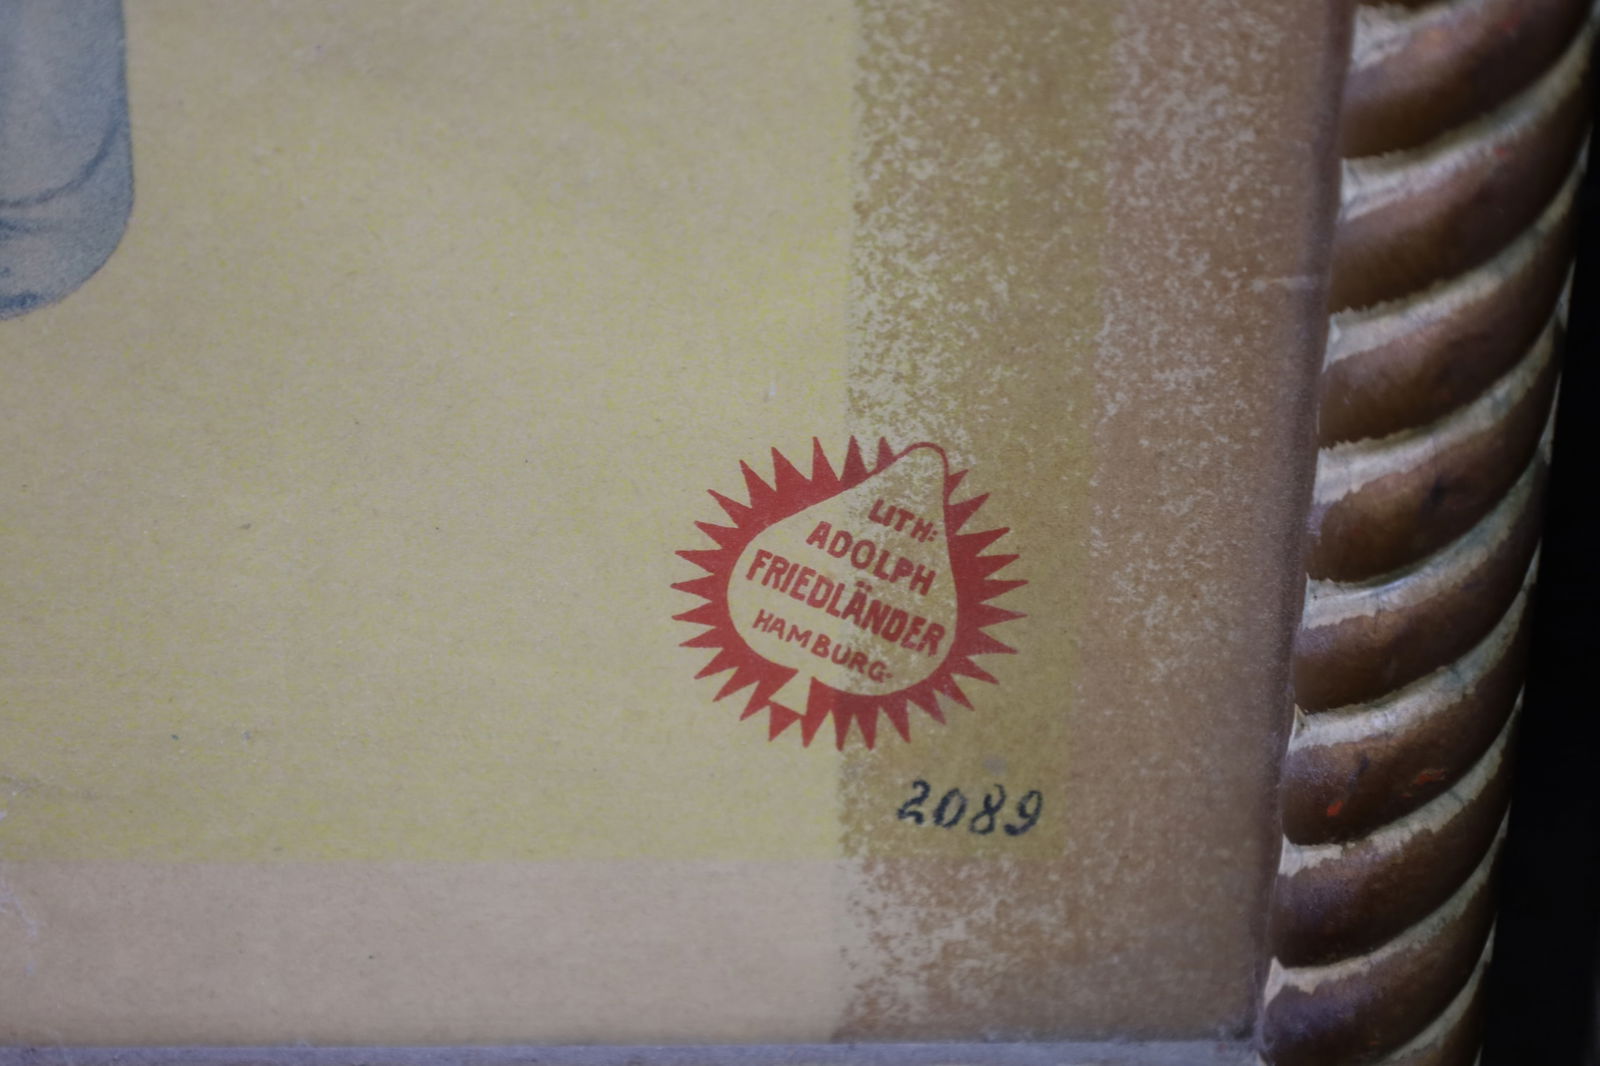 LITH:
ADOLPH
FRIEDLÄNDER
HAMBURG.
2089